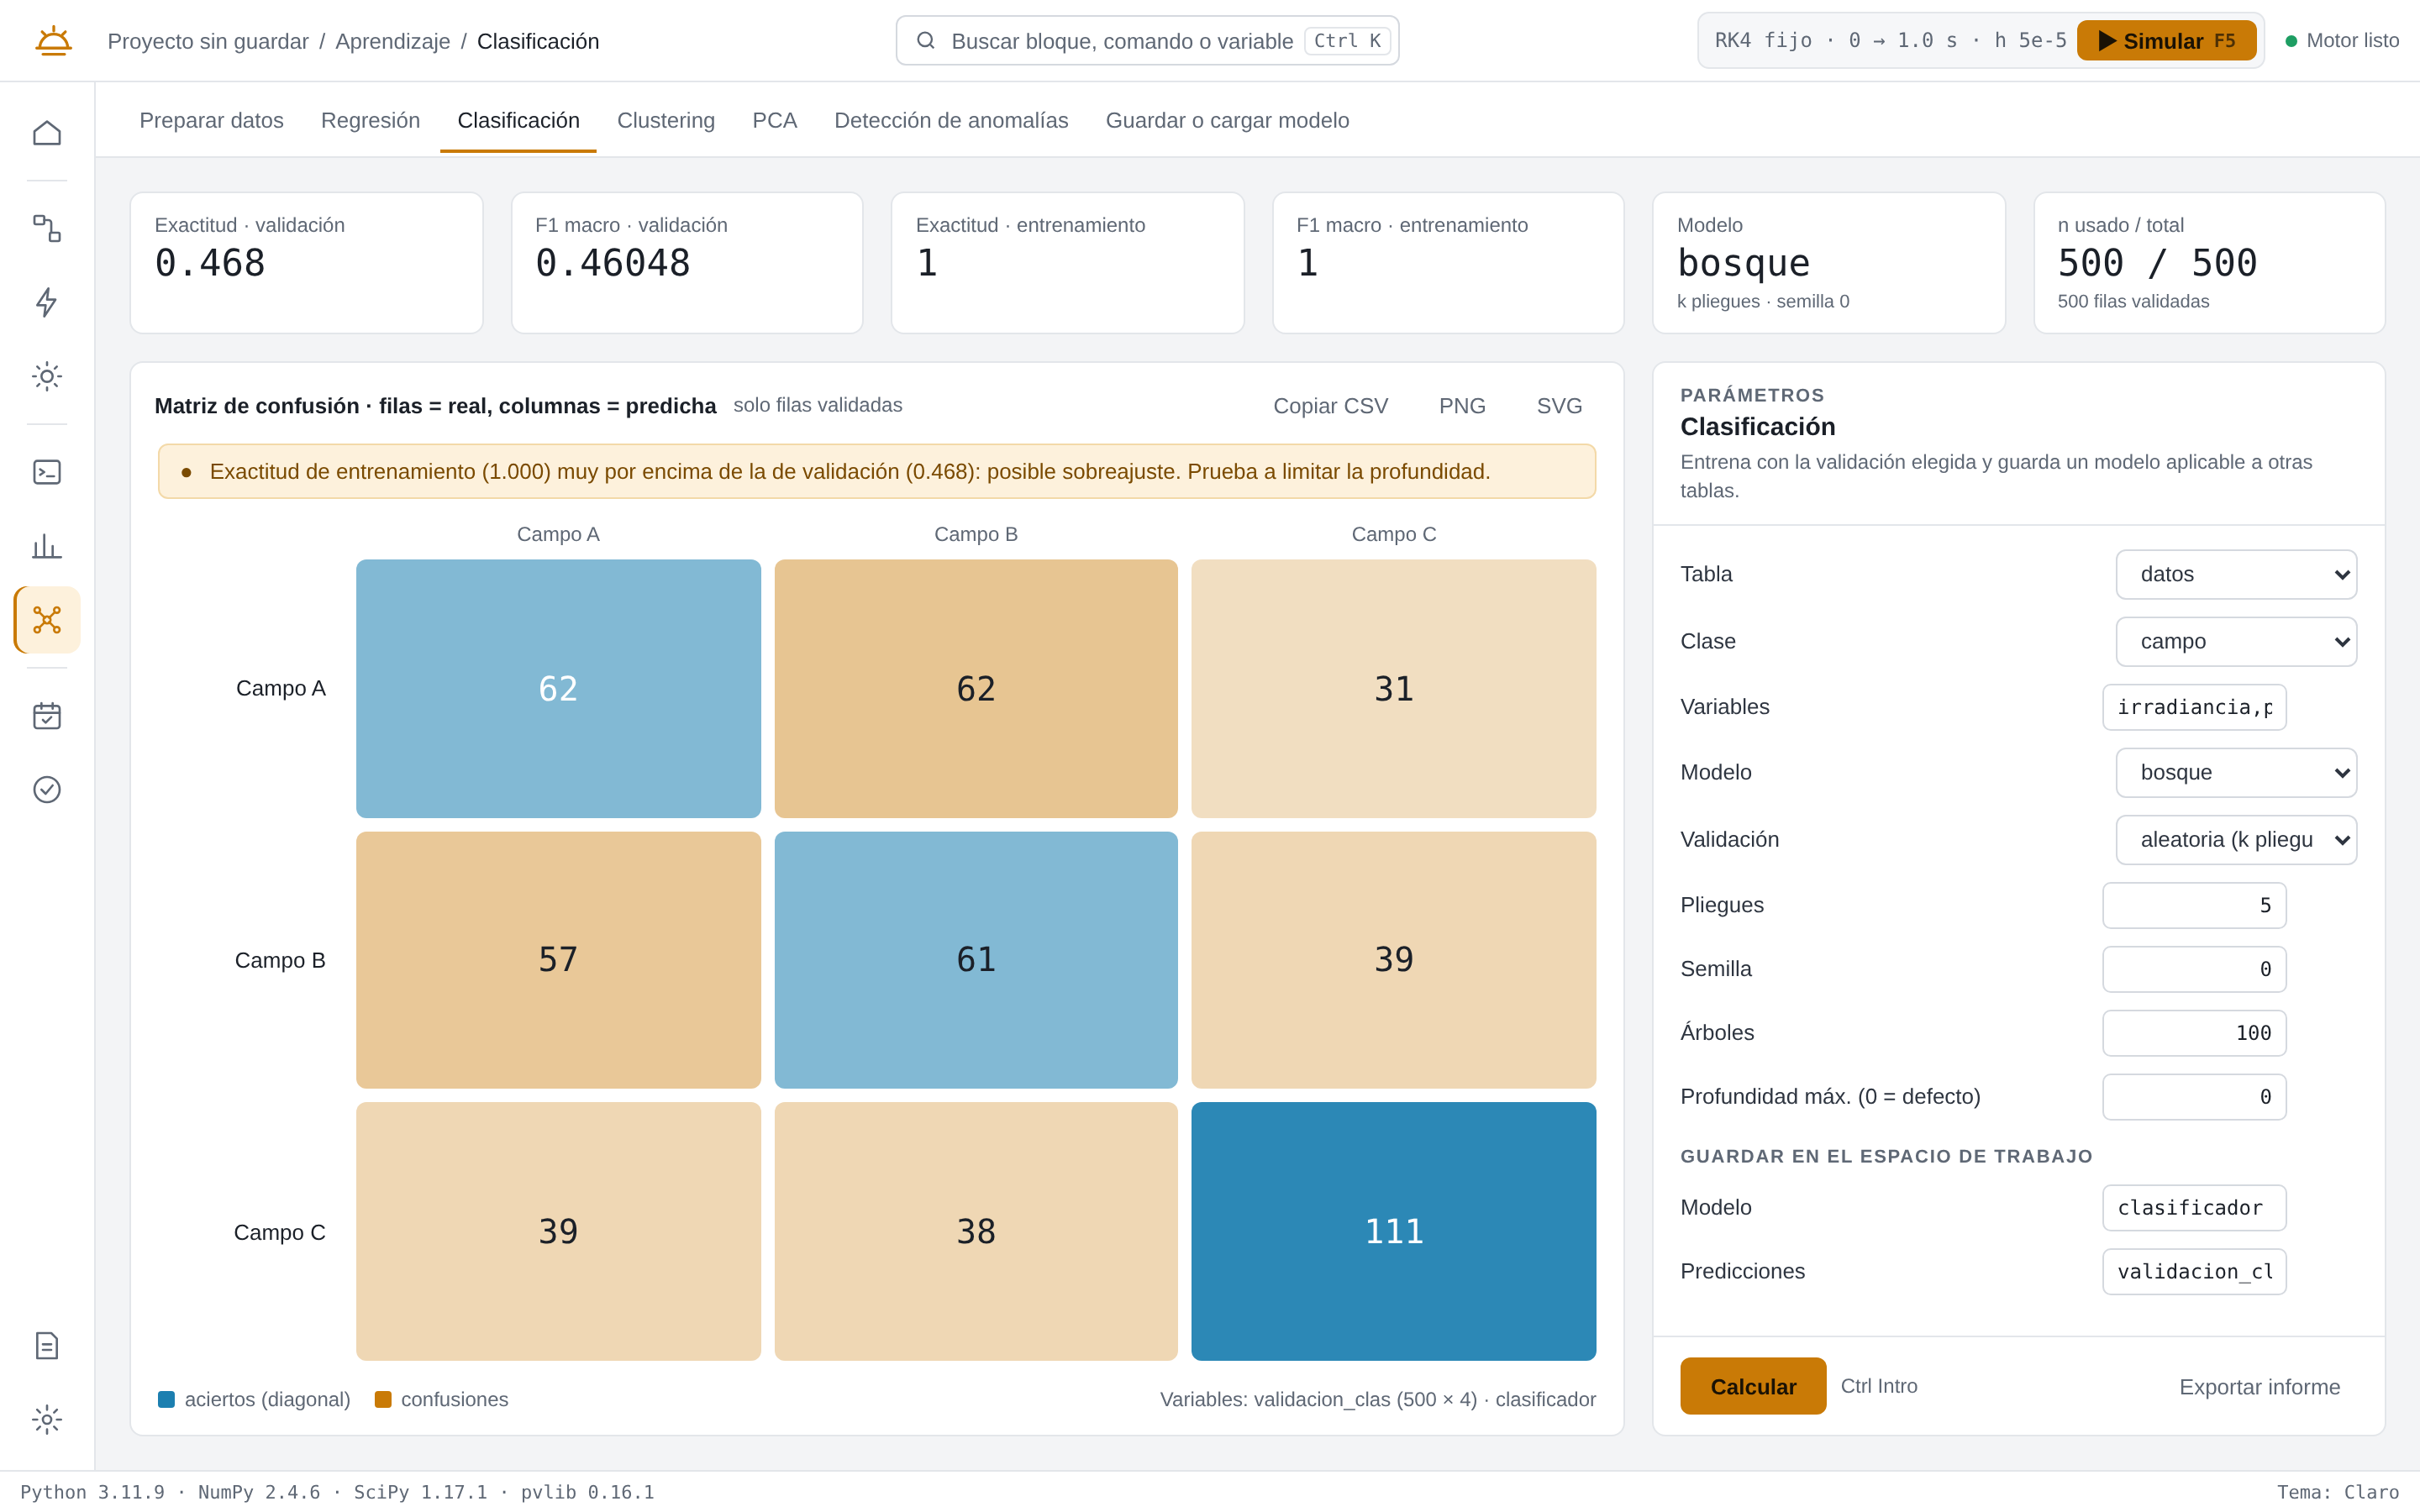 Proyecto sin guardar / Aprendizaje / Clasificación
Buscar bloque, comando o variable Ctrl K
RK4 fijo · 0 → 1.0 s · h 5e-5 Simular F5 Motor listo
Preparar datos Regresión Clasificación Clustering PCA Detección de anomalías Guardar o cargar modelo
Exactitud · validación
0.468
F1 macro · validación
0.46048
Exactitud · entrenamiento
1
F1 macro · entrenamiento
1
Modelo
bosque
k pliegues · semilla 0
n usado / total
500 / 500
500 filas validadas
Matriz de confusión · filas = real, columnas = predicha solo filas validadas Copiar CSV PNG SVG
Exactitud de entrenamiento (1.000) muy por encima de la de validación (0.468): posible sobreajuste. Prueba a limitar la profundidad.
Campo A Campo B Campo C
Campo A 62 62 31
Campo B 57 61 39
Campo C 39 38 111
aciertos (diagonal) confusiones Variables: validacion_clas (500 × 4) · clasificador
PARÁMETROS
Clasificación
Entrena con la validación elegida y guarda un modelo aplicable a otras
tablas.
Tabla datos
Clase campo
Variables irradiancia,p
Modelo bosque
Validación aleatoria (k pliegu
Pliegues 5
Semilla 0
Árboles 100
Profundidad máx. (0 = defecto) 0
GUARDAR EN EL ESPACIO DE TRABAJO
Modelo clasificador
Predicciones validacion_cl
Calcular Ctrl Intro Exportar informe
Python 3.11.9 · NumPy 2.4.6 · SciPy 1.17.1 · pvlib 0.16.1 Tema: Claro